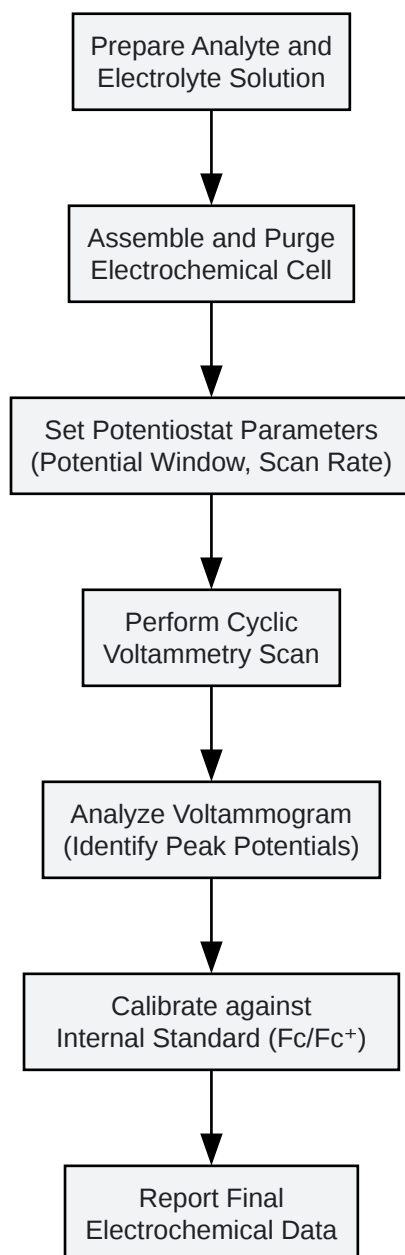 Prepare Analyte and
Electrolyte Solution
Assemble and Purge
Electrochemical Cell
Set Potentiostat Parameters
(Potential Window, Scan Rate)
Perform Cyclic
Voltammetry Scan
Analyze Voltammogram
(Identify Peak Potentials)
Calibrate against
Internal Standard (Fc/Fc⁺)
Report Final
Electrochemical Data